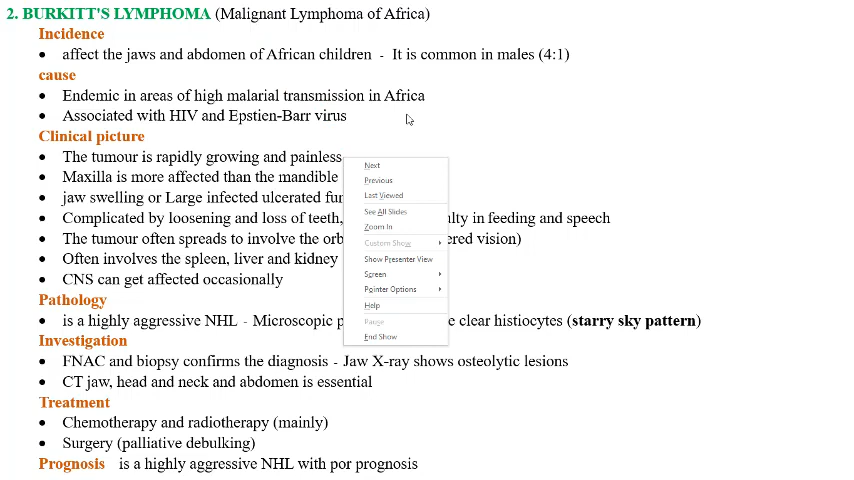 2. BURKITT'S LYMPHOMA (Malignant Lymphoma of Africa)
Incidence
• affect the jaws and abdomen of African children - It is common in males (4:1)
cause
• Endemic in areas of high malarial transmission in Africa
• Associated with HIV and Epstien-Barr virus
Clinical picture
• The tumour is rapidly growing and painless
• Maxilla is more affected than the mandible
• jaw swelling or Large infected ulcerated fun
• Complicated by loosening and loss of teeth, ulty in feeding and speech
• The tumour often spreads to involve the orb ered vision)
• Often involves the spleen, liver and kidney
• CNS can get affected occasionally
Pathology
• is a highly aggressive NHL - Microscopic p e clear histiocytes (starry sky pattern)
Investigation
• FNAC and biopsy confirms the diagnosis - Jaw X-ray shows osteolytic lesions
• CT jaw, head and neck and abdomen is essential
Treatment
• Chemotherapy and radiotherapy (mainly)
• Surgery (palliative debulking)
Prognosis is a highly aggressive NHL with por prognosis
Next
Previous
Last Viewed
See All Slides
Zoom In
Custom Show
Show Presenter View
Screen
Pointer Options
Help
Pause
End Show